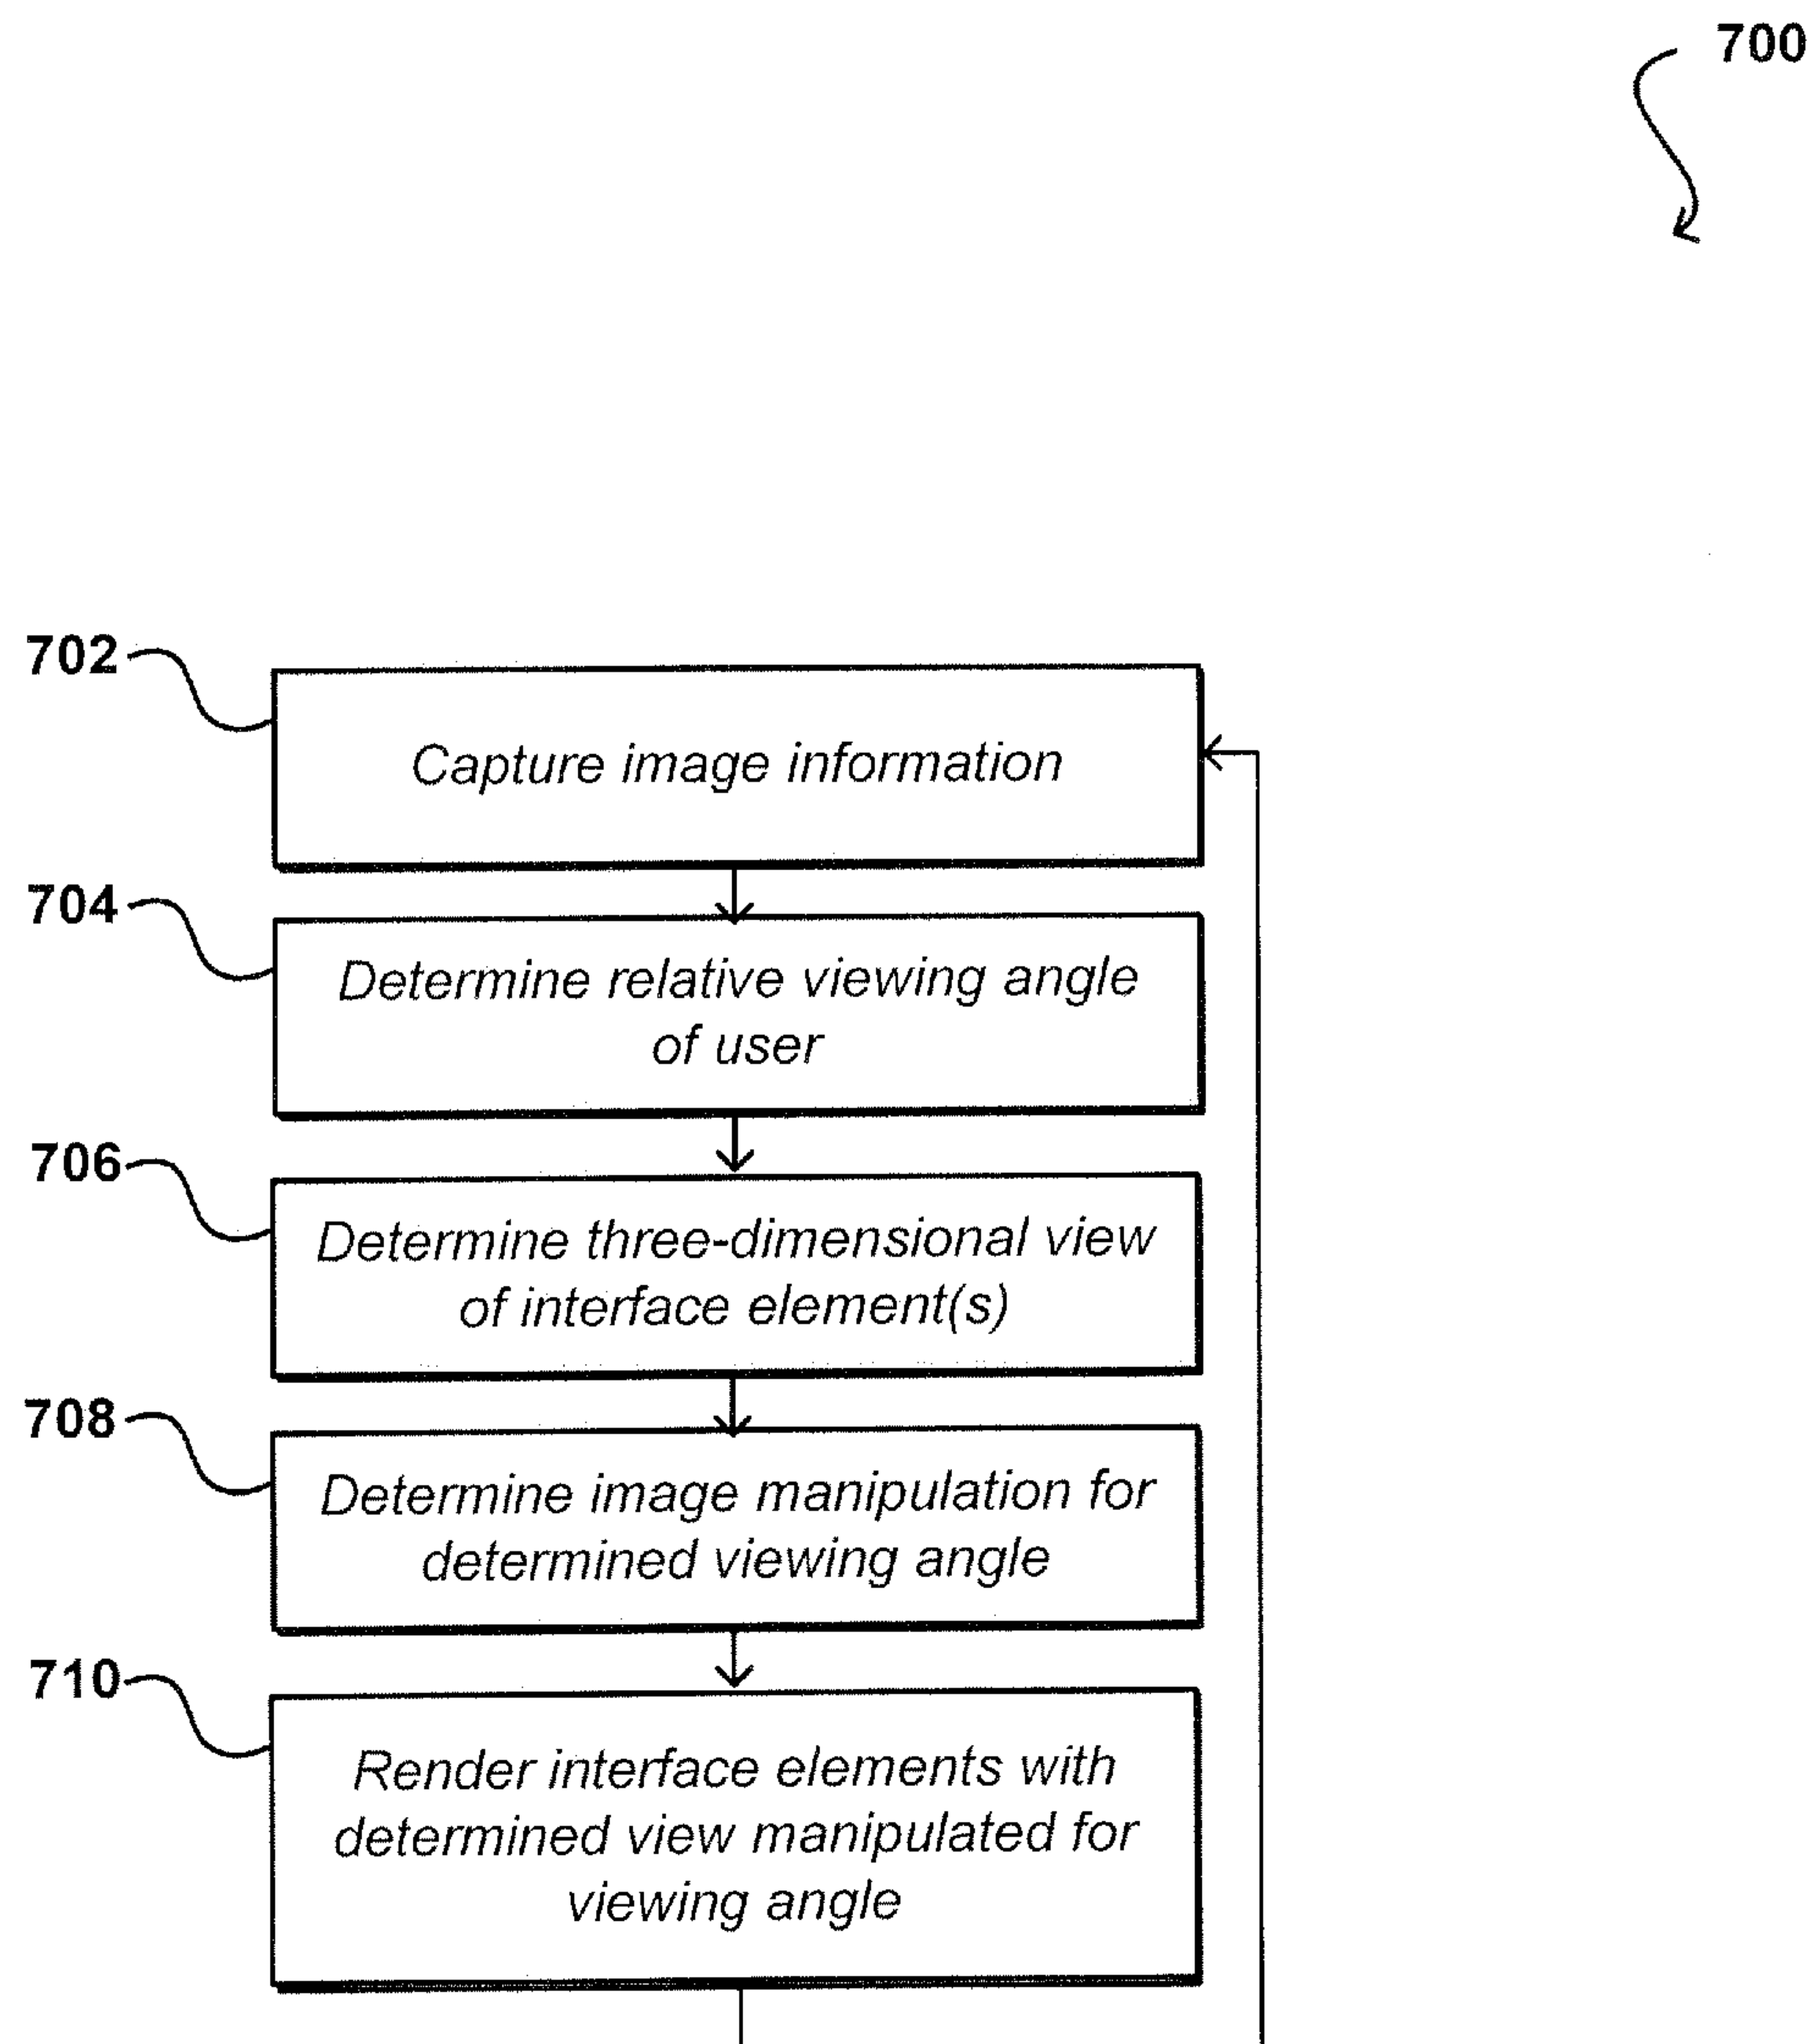 700
702
Capture image information
704
Determine relative viewing angle
of user
706
Determine three-dimensional view
of interface element(s)
708
Determine image manipulation for
determined viewing angle
710
Render interface elements with
determined view manipulated for
viewing angle